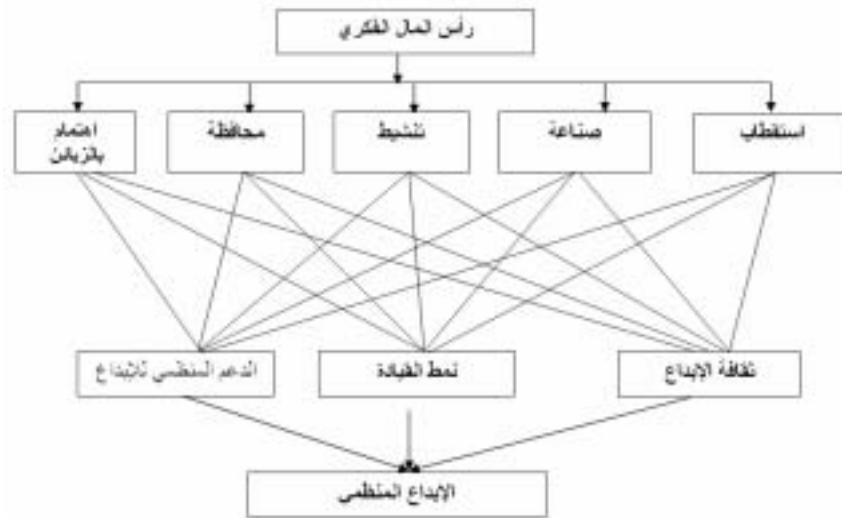 رأس المال الفكري
استقطاب
صناعة
تنشيط
محافظة
اهتمام
بالزبائن
ثقافة الإبداع
نمط القيادة
الدعم المنظمي للإبداع
الإبداع المنظمي